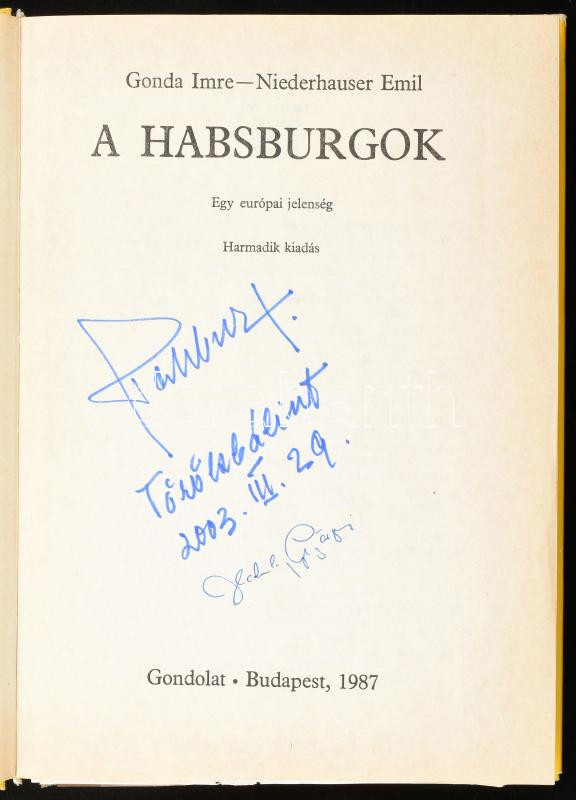 Gonda Imre—Niederhauser Emil
A HABSBURGOK
Egy európai jelenség
Harmadik kiadás
Törökbálint
2003. III. 29.
Gondolat • Budapest, 1987